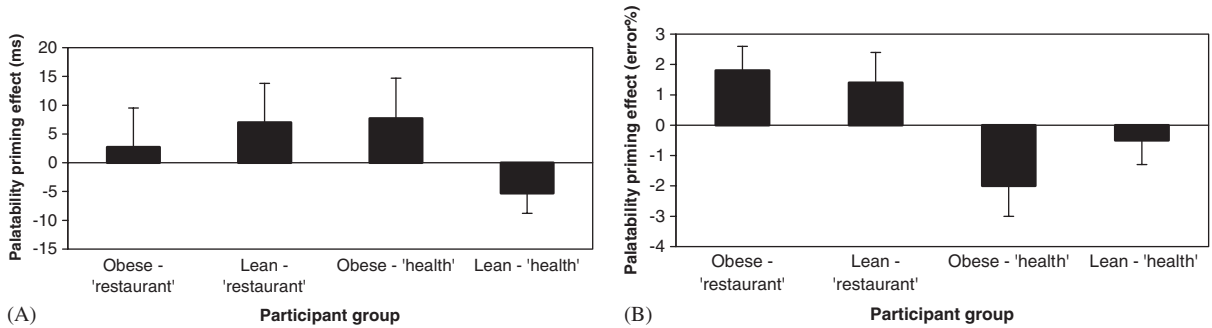 Palatability priming effect (ms)
20
15
10
5
0
-5
-10
-15
Obese - 'restaurant'
Lean - 'restaurant'
Obese - 'health'
Lean - 'health'
(A)
Participant group
Palatability priming effect (error%)
3
2
1
0
-1
-2
-3
-4
Obese - 'restaurant'
Lean - 'restaurant'
Obese - 'health'
Lean - 'health'
(B)
Participant group